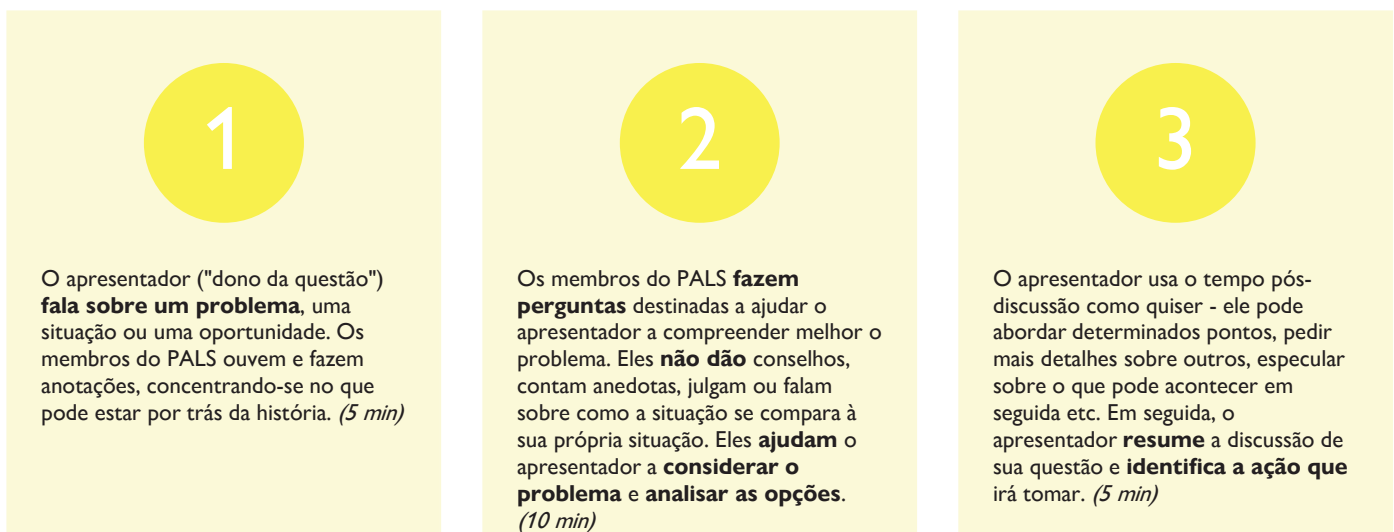 1
O apresentador ("dono da questão")
fala sobre um problema, uma
situação ou uma oportunidade. Os
membros do PALS ouvem e fazem
anotações, concentrando-se no que
pode estar por trás da história. (5 min)
2
Os membros do PALS fazem
perguntas destinadas a ajudar o
apresentador a compreender melhor o
problema. Eles não dão conselhos,
contam anedotas, julgam ou falam
sobre como a situação se compara à
sua própria situação. Eles ajudam o
apresentador a considerar o
problema e analisar as opções.
(10 min)
3
O apresentador usa o tempo pós-
discussão como quiser - ele pode
abordar determinados pontos, pedir
mais detalhes sobre outros, especular
sobre o que pode acontecer em
seguida etc. Em seguida, o
apresentador resume a discussão de
sua questão e identifica a ação que
irá tomar. (5 min)